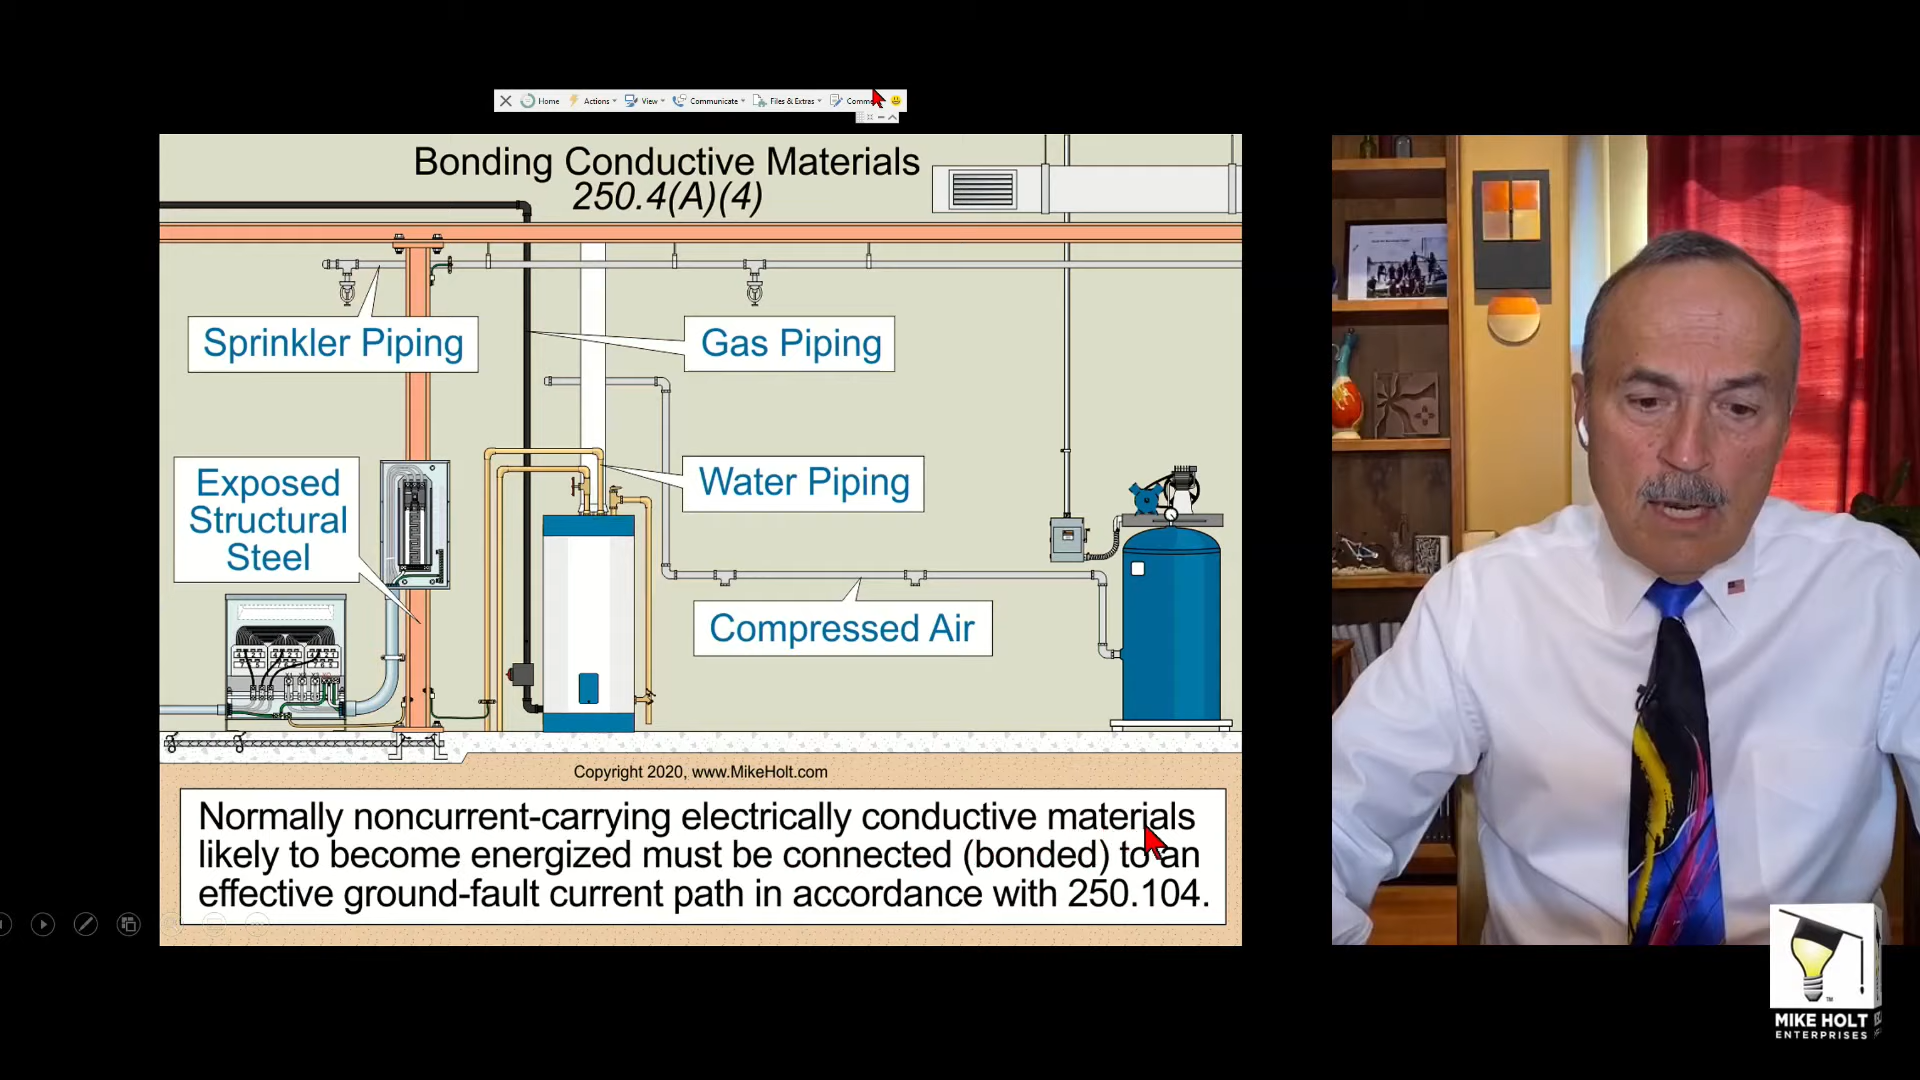 Home Actions View Communicate Files & Extras
Bonding Conductive Materials
250.4(A)(4)
Sprinkler Piping
Gas Piping
Exposed
Structural
Steel
Water Piping
Compressed Air
Copyright 2020, www.MikeHolt.com
Normally noncurrent-carrying electrically conductive materials
likely to become energized must be connected (bonded) to an
effective ground-fault current path in accordance with 250.104.
TM
MIKE HOLT
ENTERPRISES